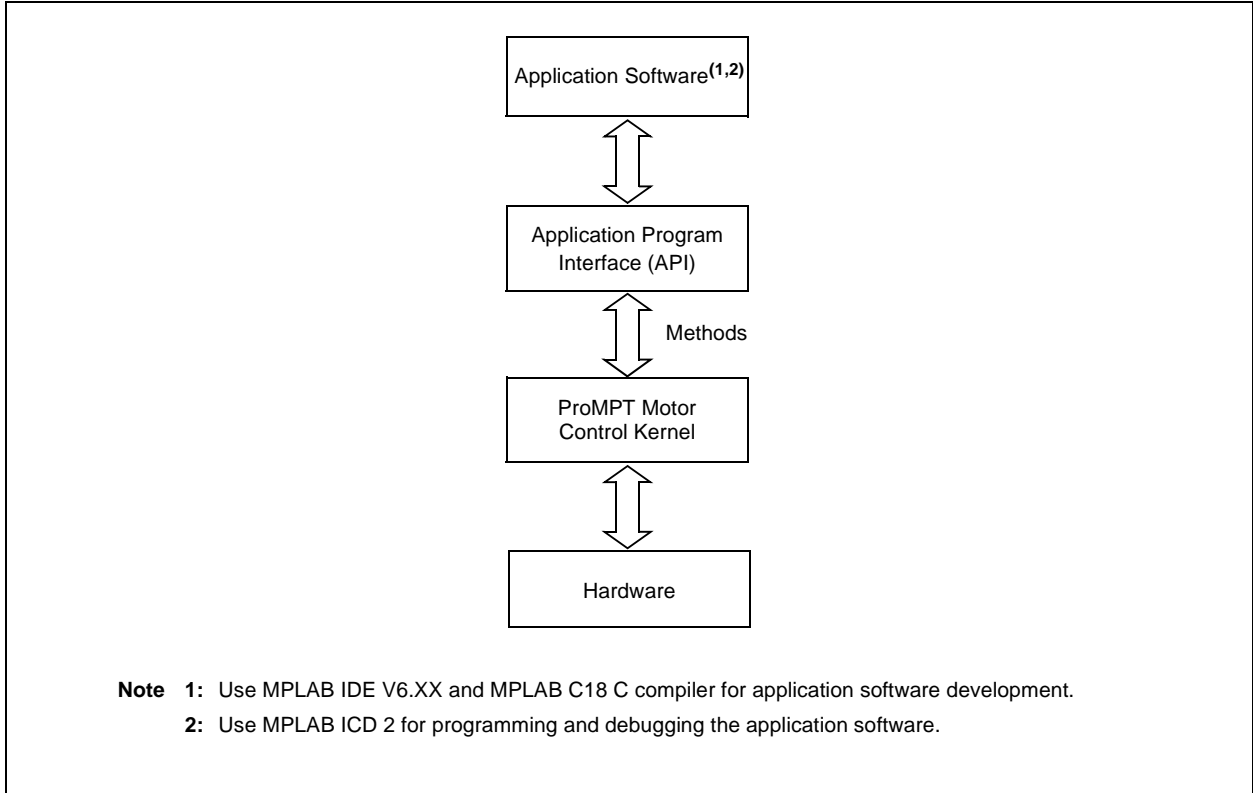 Application Software(1,2)
Application Program
Interface (API)
Methods
ProMPT Motor
Control Kernel
Hardware
Note 1: Use MPLAB IDE V6.XX and MPLAB C18 C compiler for application software development.
2: Use MPLAB ICD 2 for programming and debugging the application software.